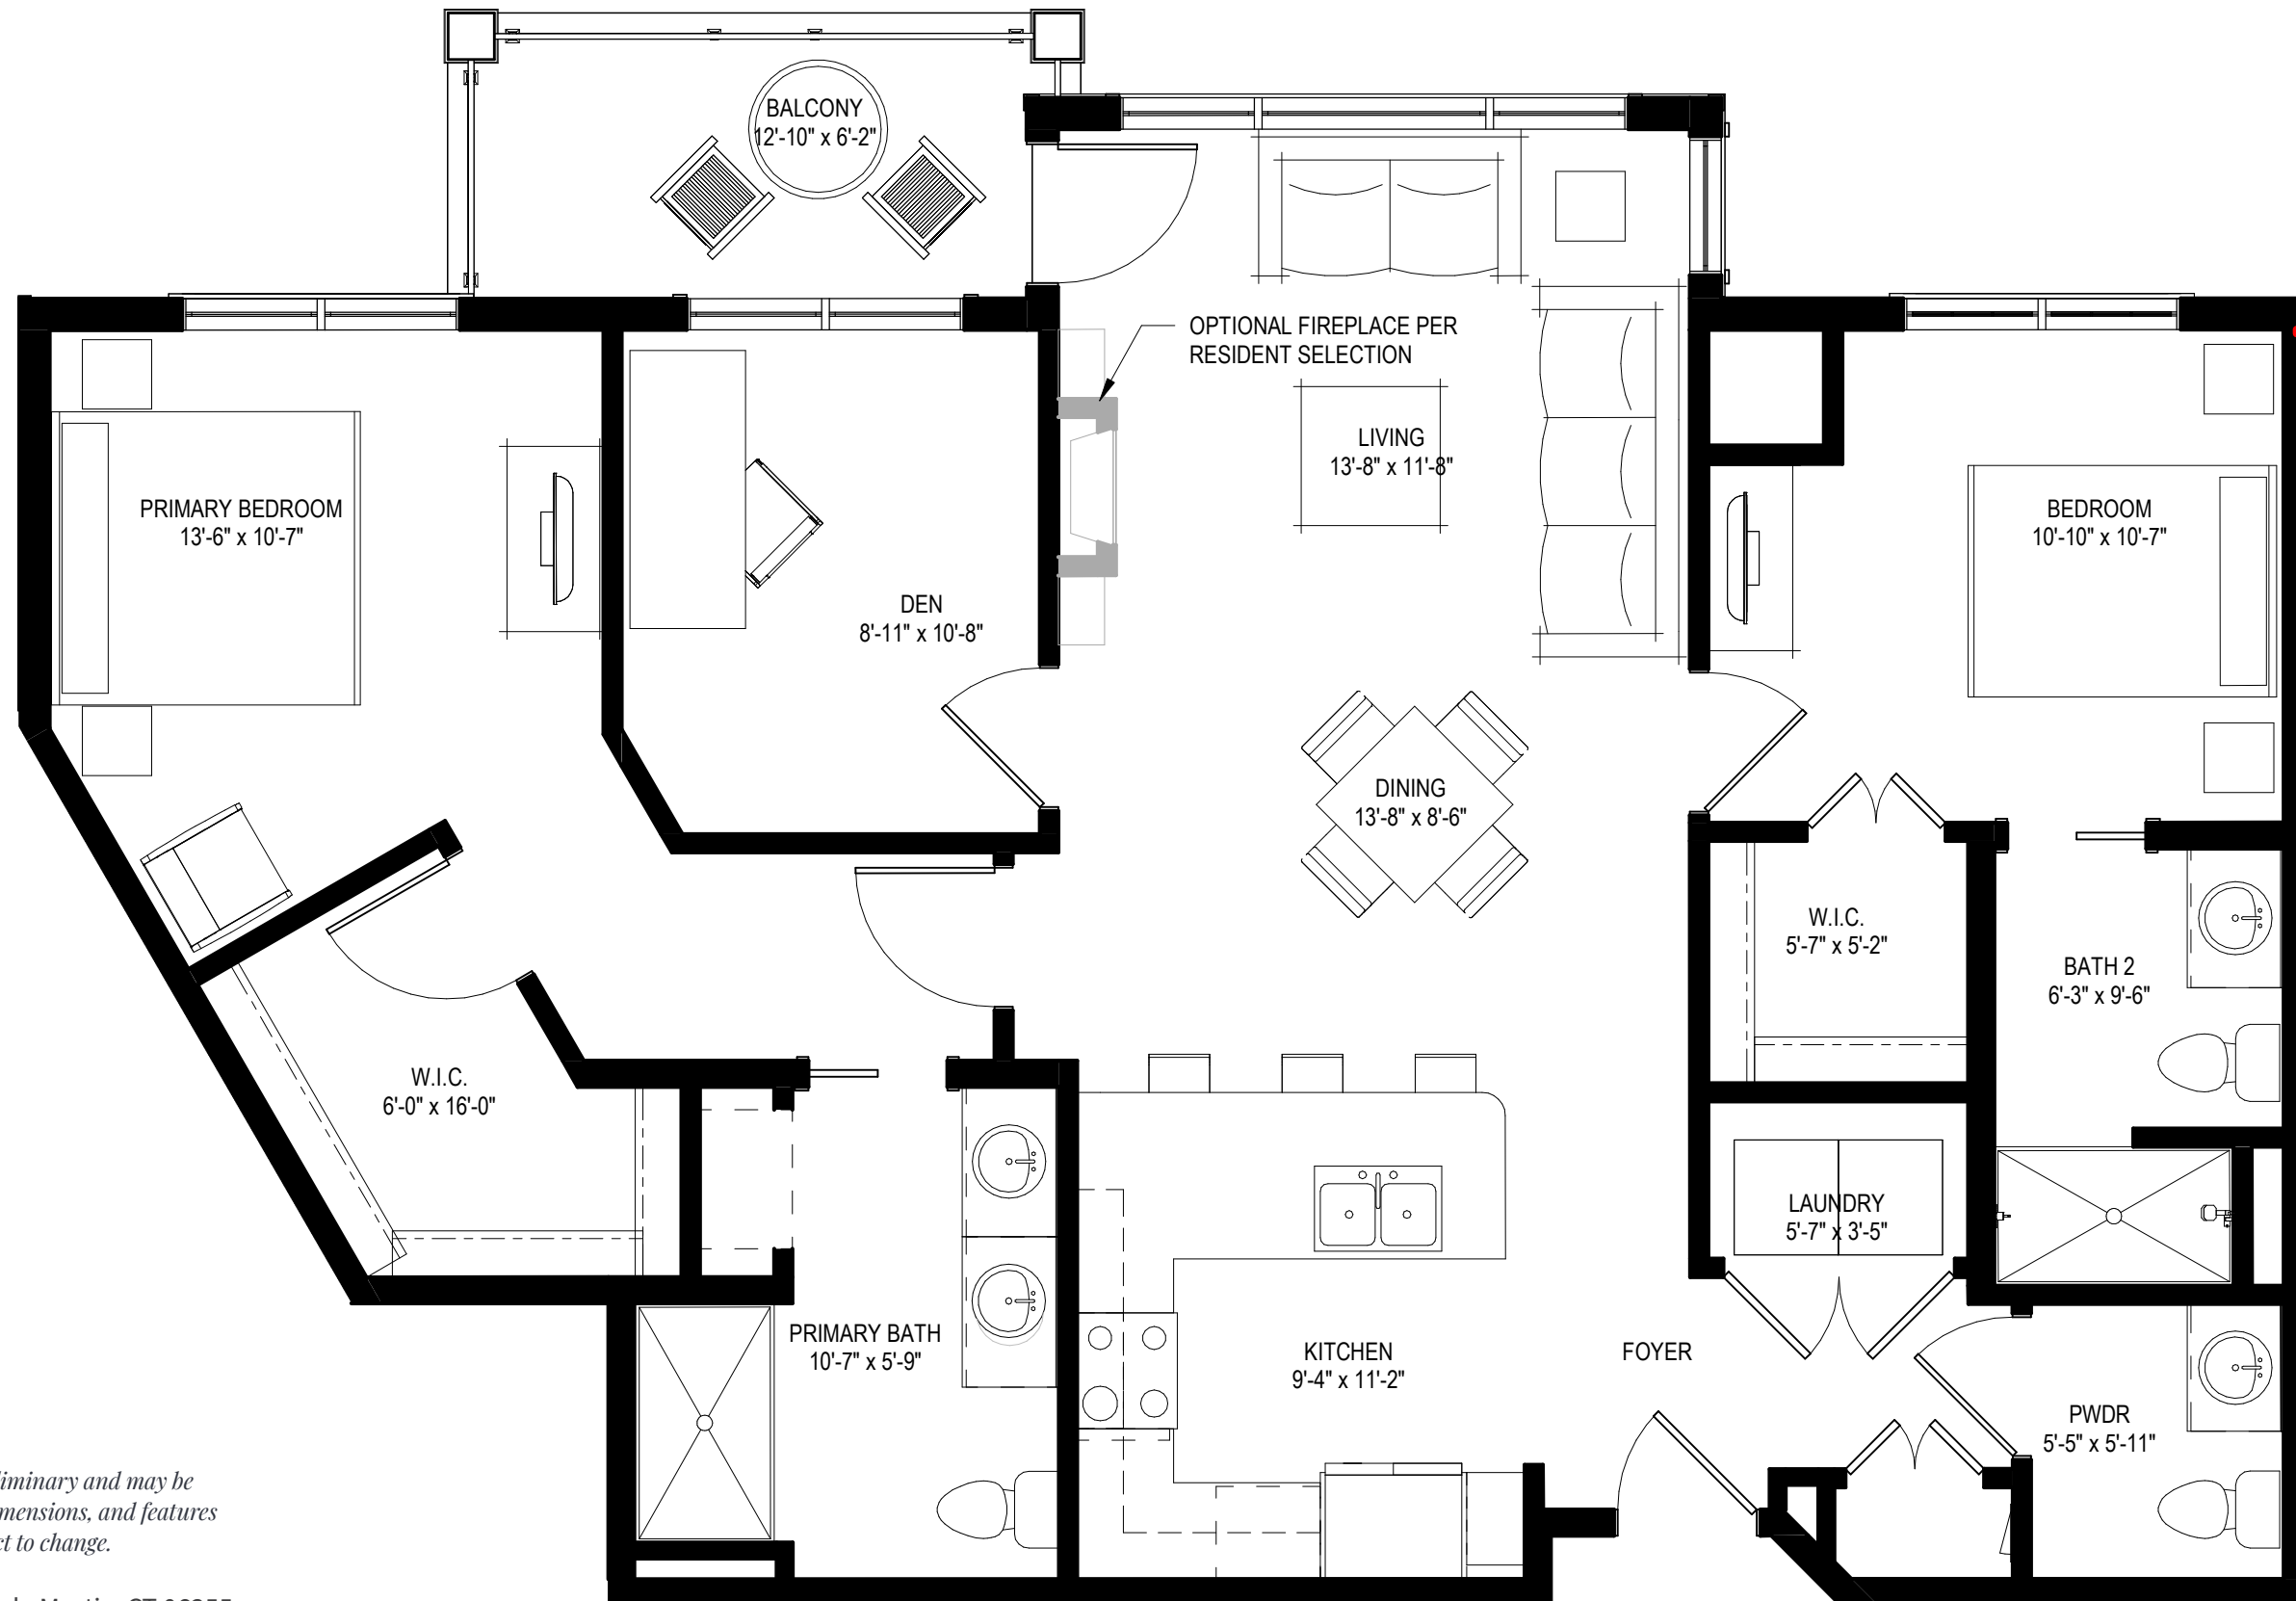 BALCONY
12'-10" x 6'-2"
OPTIONAL FIREPLACE PER
RESIDENT SELECTION
LIVING
13'-8" x 11'-8"
PRIMARY BEDROOM
13'-6" x 10'-7"
BEDROOM
10'-10" x 10'-7"
DEN
8'-11" x 10'-8"
DINING
13'-8" x 8'-6"
W.I.C.
5'-7" x 5'-2"
BATH 2
6'-3" x 9'-6"
W.I.C.
6'-0" x 16'-0"
LAUNDRY
5'-7" x 3'-5"
PRIMARY BATH
10'-7" x 5'-9"
KITCHEN
9'-4" x 11'-2"
FOYER
PWDR
5'-5" x 5'-11"
and may be
and features
to change.